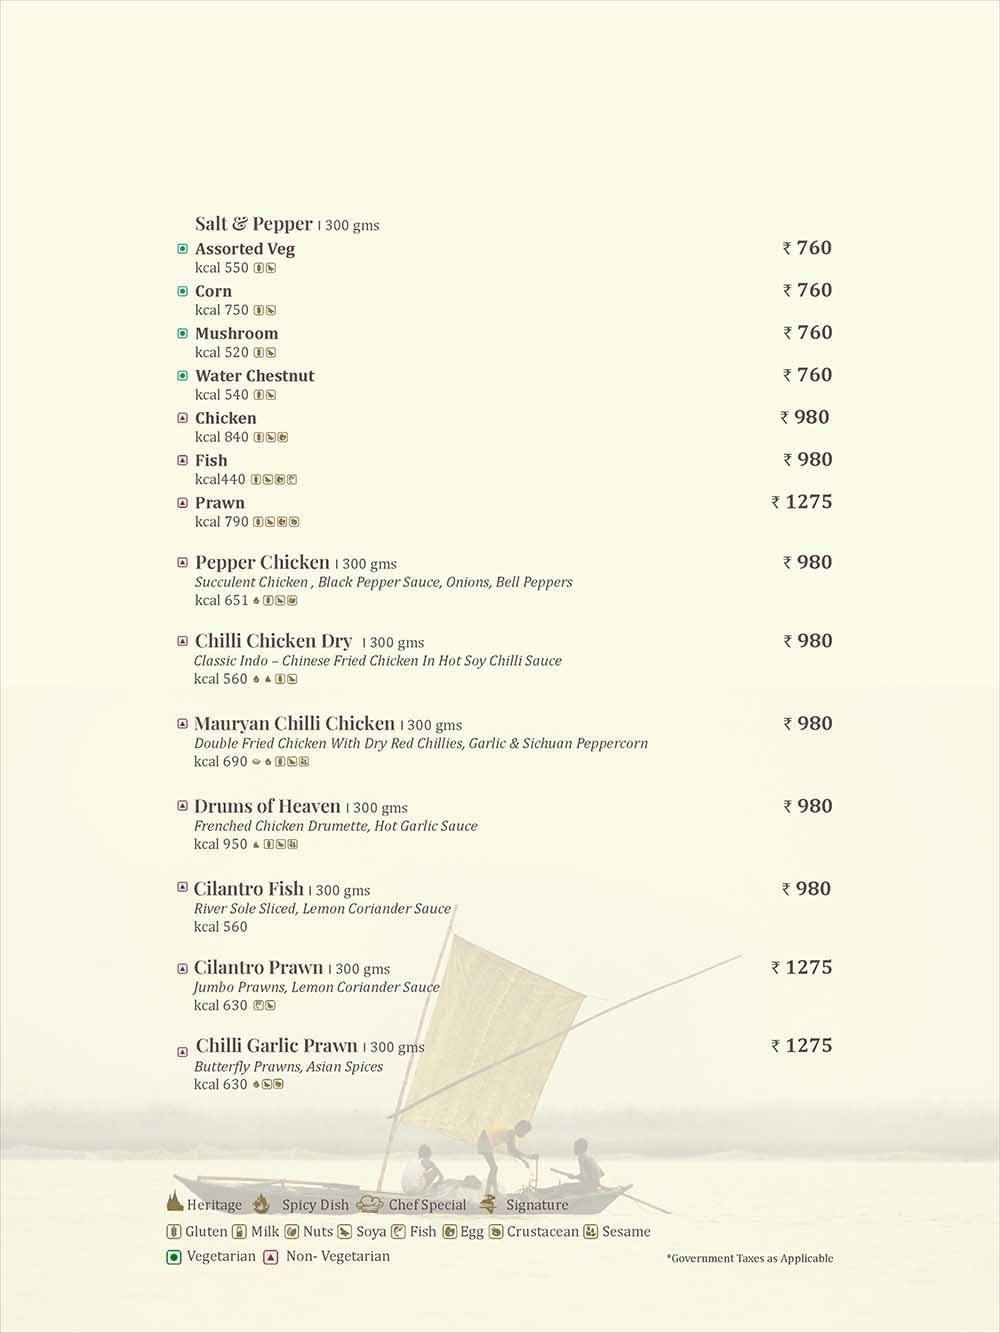 Salt & Pepper | 300 gms
Assorted Veg ₹ 760
kcal 550
Corn ₹ 760
kcal 750
Mushroom ₹ 760
kcal 520
Water Chestnut ₹ 760
kcal 540
Chicken ₹ 980
kcal 840
Fish ₹ 980
kcal440
Prawn ₹ 1275
kcal 790
Pepper Chicken | 300 gms ₹ 980
Succulent Chicken , Black Pepper Sauce, Onions, Bell Peppers
kcal 651
Chilli Chicken Dry | 300 gms ₹ 980
Classic Indo – Chinese Fried Chicken In Hot Soy Chilli Sauce
kcal 560
Mauryan Chilli Chicken | 300 gms ₹ 980
Double Fried Chicken With Dry Red Chillies, Garlic & Sichuan Peppercorn
kcal 690
Drums of Heaven | 300 gms ₹ 980
Frenched Chicken Drumette, Hot Garlic Sauce
kcal 950
Cilantro Fish | 300 gms ₹ 980
River Sole Sliced, Lemon Coriander Sauce
kcal 560
Cilantro Prawn | 300 gms ₹ 1275
Jumbo Prawns, Lemon Coriander Sauce
kcal 630
Chilli Garlic Prawn | 300 gms ₹ 1275
Butterfly Prawns, Asian Spices
kcal 630
Heritage Spicy Dish Chef Special Signature
Gluten Milk Nuts Soya Fish Egg Crustacean Sesame
Vegetarian Non- Vegetarian *Government Taxes as Applicable